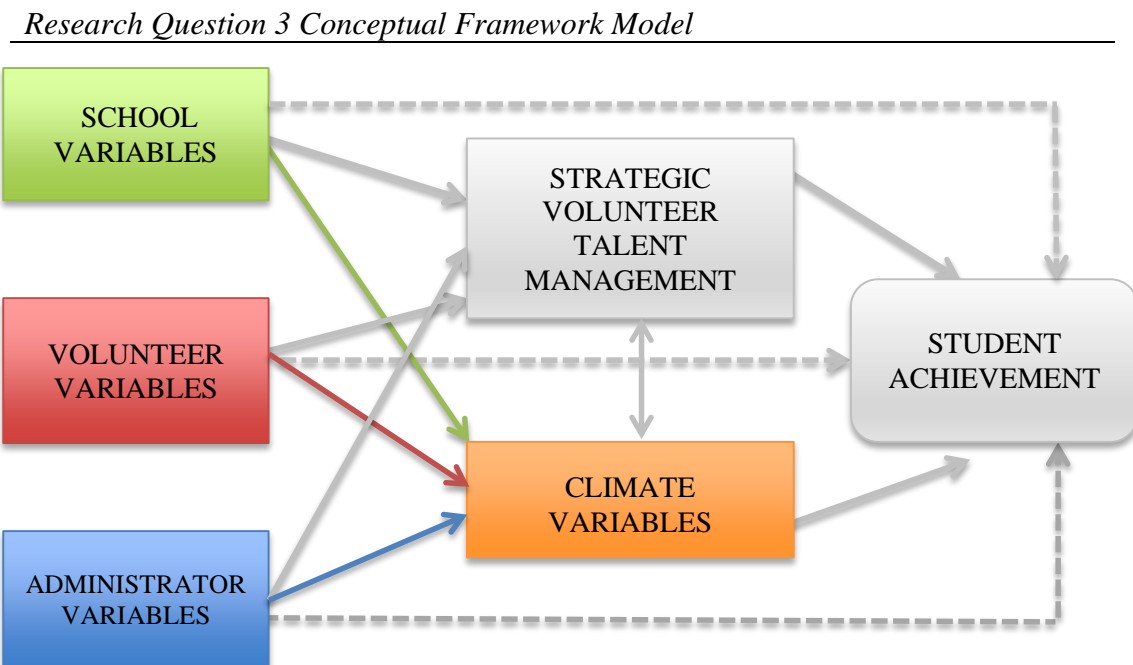 Research Question 3 Conceptual Framework Model
SCHOOL
VARIABLES
STRATEGIC
VOLUNTEER
TALENT
MANAGEMENT
VOLUNTEER
VARIABLES
STUDENT
ACHIEVEMENT
CLIMATE
VARIABLES
ADMINISTRATOR
VARIABLES